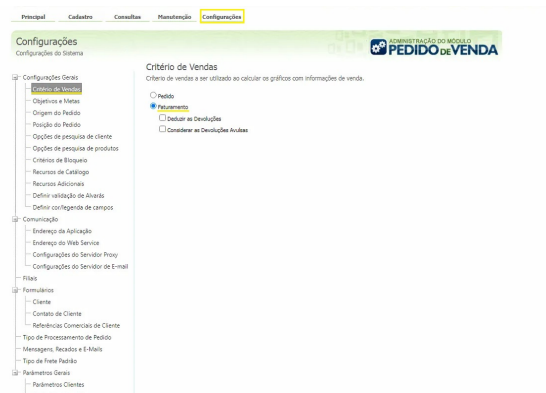 Principal Cadastro Consultas Manutenção Configurações
Configurações
Configurações do Sistema
ADMINISTRAÇÃO DO MÓDULO
PEDIDO DE VENDA
Configurações Gerais
Critério de Vendas
Objetivos e Metas
Origem do Pedido
Posição do Pedido
Opções de pesquisa de cliente
Opções de pesquisa de produtos
Critérios de Bloqueio
Recursos de Catálogo
Recursos Adicionais
Definir validação de Alvarás
Definir cor/legenda de campos
Comunicação
Endereço da Aplicação
Endereço do Web Service
Configurações do Servidor Proxy
Configurações do Servidor de E-mail
Filiais
Formulários
Cliente
Contato de Cliente
Referências Comerciais de Cliente
Tipo de Processamento de Pedido
Mensagens, Recados e E-Mails
Tipo de Frete Padrão
Parâmetros Gerais
Parâmetros Clientes
Critério de Vendas
Criterio de vendas a ser utilizado ao calcular os gráficos com informações de venda.
Pedido
Faturamento
Deduzir as Devoluções
Considerar as Devoluções Avulsas